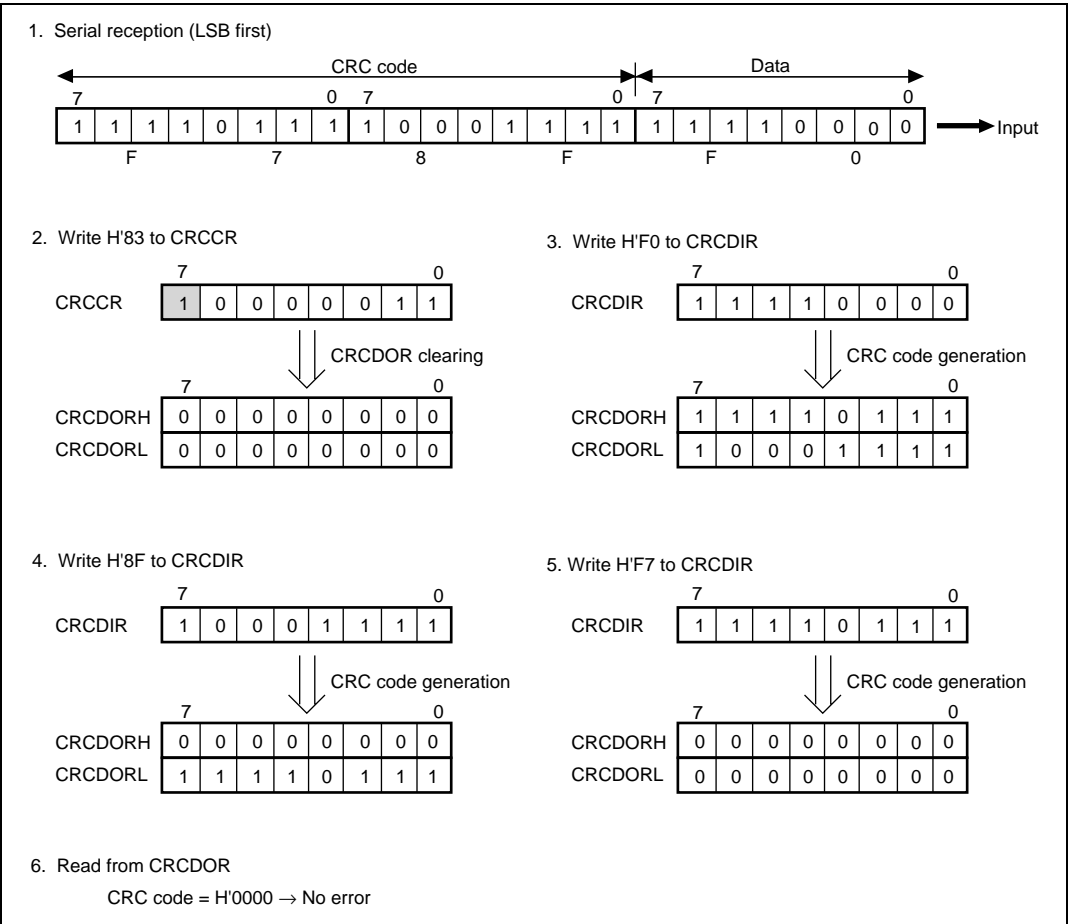 1. Serial reception (LSB first)
CRC code Data
7 0 7 0 7 0
1 1 1 1 0 1 1 1 1 0 0 0 1 1 1 1 1 1 1 1 0 0 0 0 Input
F 7 8 F F 0
2. Write H'83 to CRCCR
7 0
CRCCR 1 0 0 0 0 0 1 1
CRCDOR clearing
7 0
CRCDORH 0 0 0 0 0 0 0 0
CRCDORL 0 0 0 0 0 0 0 0
3. Write H'F0 to CRCDIR
7 0
CRCDIR 1 1 1 1 0 0 0 0
CRC code generation
7 0
CRCDORH 1 1 1 1 0 1 1 1
CRCDORL 1 0 0 0 1 1 1 1
4. Write H'8F to CRCDIR
7 0
CRCDIR 1 0 0 0 1 1 1 1
CRC code generation
7 0
CRCDORH 0 0 0 0 0 0 0 0
CRCDORL 1 1 1 1 0 1 1 1
5. Write H'F7 to CRCDIR
7 0
CRCDIR 1 1 1 1 0 1 1 1
CRC code generation
7 0
CRCDORH 0 0 0 0 0 0 0 0
CRCDORL 0 0 0 0 0 0 0 0
6. Read from CRCDOR
CRC code = H'0000 → No error